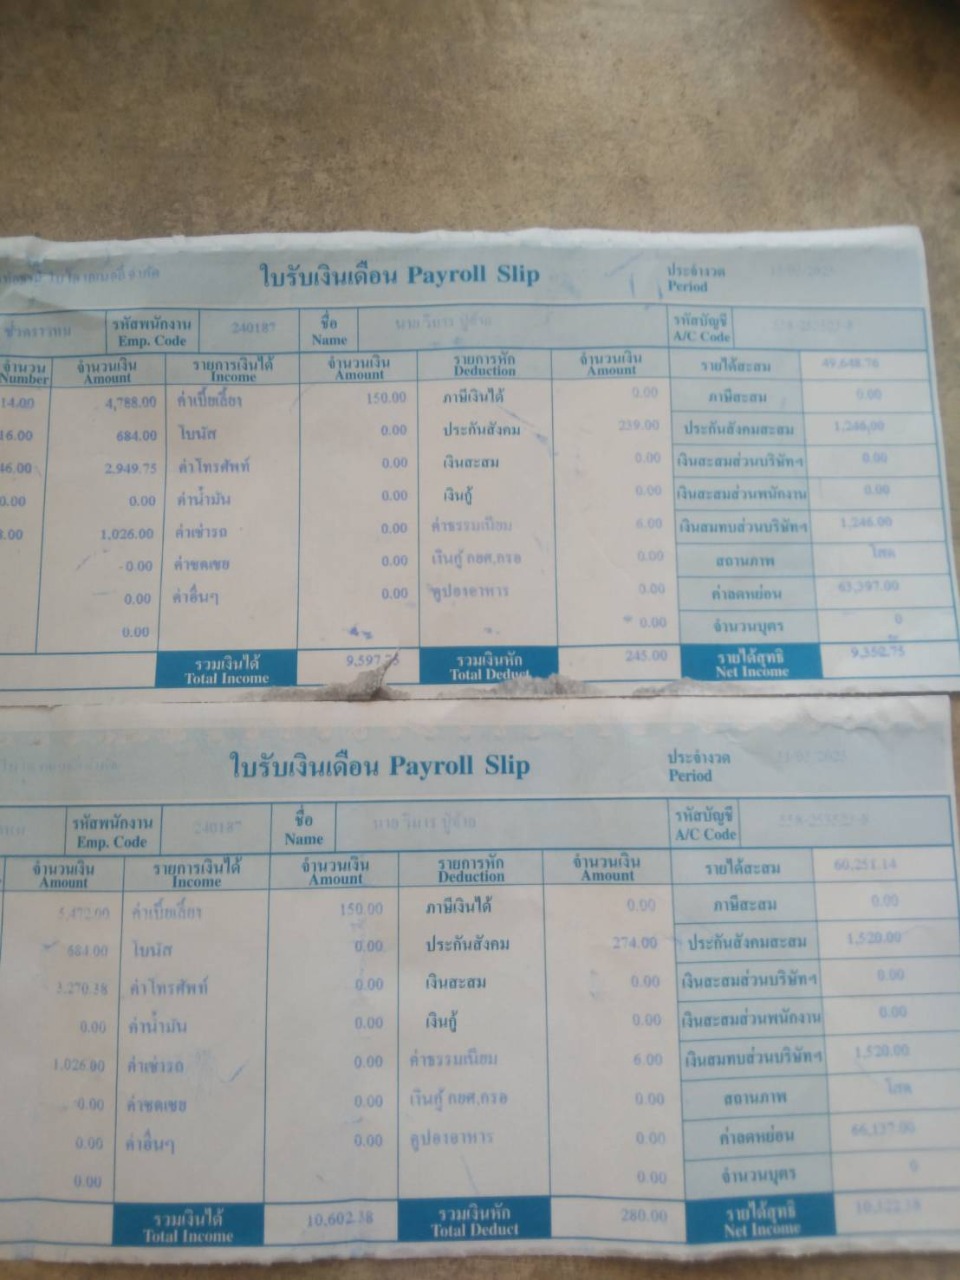 ใบรับเงินเดือน Payroll Slip ประจำงวด
Period
รหัสพนักงาน 240187 ชื่อ นาย รหัสบัญชี
Emp. Code Name A/C Code
จำนวน จำนวนเงิน รายการเงินได้ จำนวนเงิน รายการหัก จำนวนเงิน รายได้สะสม 49,648.76
Number Amount Income Amount Deduction Amount
14.00 4,788.00 ค่าเบี้ยเลี้ยง 150.00 ภาษีเงินได้ 0.00 ภาษีสะสม 0.00
16.00 684.00 โบนัส 0.00 ประกันสังคม 239.00 ประกันสังคมสะสม 1,246.00
46.00 2,949.75 ค่าโทรศัพท์ 0.00 เงินสะสม 0.00 เงินสะสมส่วนบริษัทฯ 0.00
0.00 0.00 ค่าน้ำมัน 0.00 เงินกู้ 0.00 เงินสะสมส่วนพนักงาน 0.00
.00 1,026.00 ค่าเช่ารถ 0.00 ค่าธรรมเนียม 6.00 เงินสมทบส่วนบริษัทฯ 1,246.00
0.00 ค่าชดเชย 0.00 เงินกู้ กยศ,กรอ 0.00 สถานภาพ โสด
0.00 ค่าอื่นๆ 0.00 คูปองอาหาร 0.00 ค่าลดหย่อน 63,397.00
0.00 0.00 จำนวนบุตร 0
รวมเงินได้ 9,597.75 รวมเงินหัก 245.00 รายได้สุทธิ 9,352.75
Total Income Total Deduct Net Income
ใบรับเงินเดือน Payroll Slip ประจำงวด
Period
รหัสพนักงาน 240187 ชื่อ นาย รหัสบัญชี
Emp. Code Name A/C Code
จำนวนเงิน รายการเงินได้ จำนวนเงิน รายการหัก จำนวนเงิน รายได้สะสม 60,251.14
Amount Income Amount Deduction Amount
5,472.00 ค่าเบี้ยเลี้ยง 150.00 ภาษีเงินได้ 0.00 ภาษีสะสม 0.00
684.00 โบนัส 0.00 ประกันสังคม 274.00 ประกันสังคมสะสม 1,520.00
3,270.38 ค่าโทรศัพท์ 0.00 เงินสะสม 0.00 เงินสะสมส่วนบริษัทฯ 0.00
0.00 ค่าน้ำมัน 0.00 เงินกู้ 0.00 เงินสะสมส่วนพนักงาน 0.00
1,026.00 ค่าเช่ารถ 0.00 ค่าธรรมเนียม 6.00 เงินสมทบส่วนบริษัทฯ 1,520.00
0.00 ค่าชดเชย 0.00 เงินกู้ กยศ,กรอ 0.00 สถานภาพ โสด
0.00 ค่าอื่นๆ 0.00 คูปองอาหาร 0.00 ค่าลดหย่อน 66,137.00
0.00 0.00 จำนวนบุตร 0
รวมเงินได้ 10,602.38 รวมเงินหัก 280.00 รายได้สุทธิ 10,322.38
Total Income Total Deduct Net Income